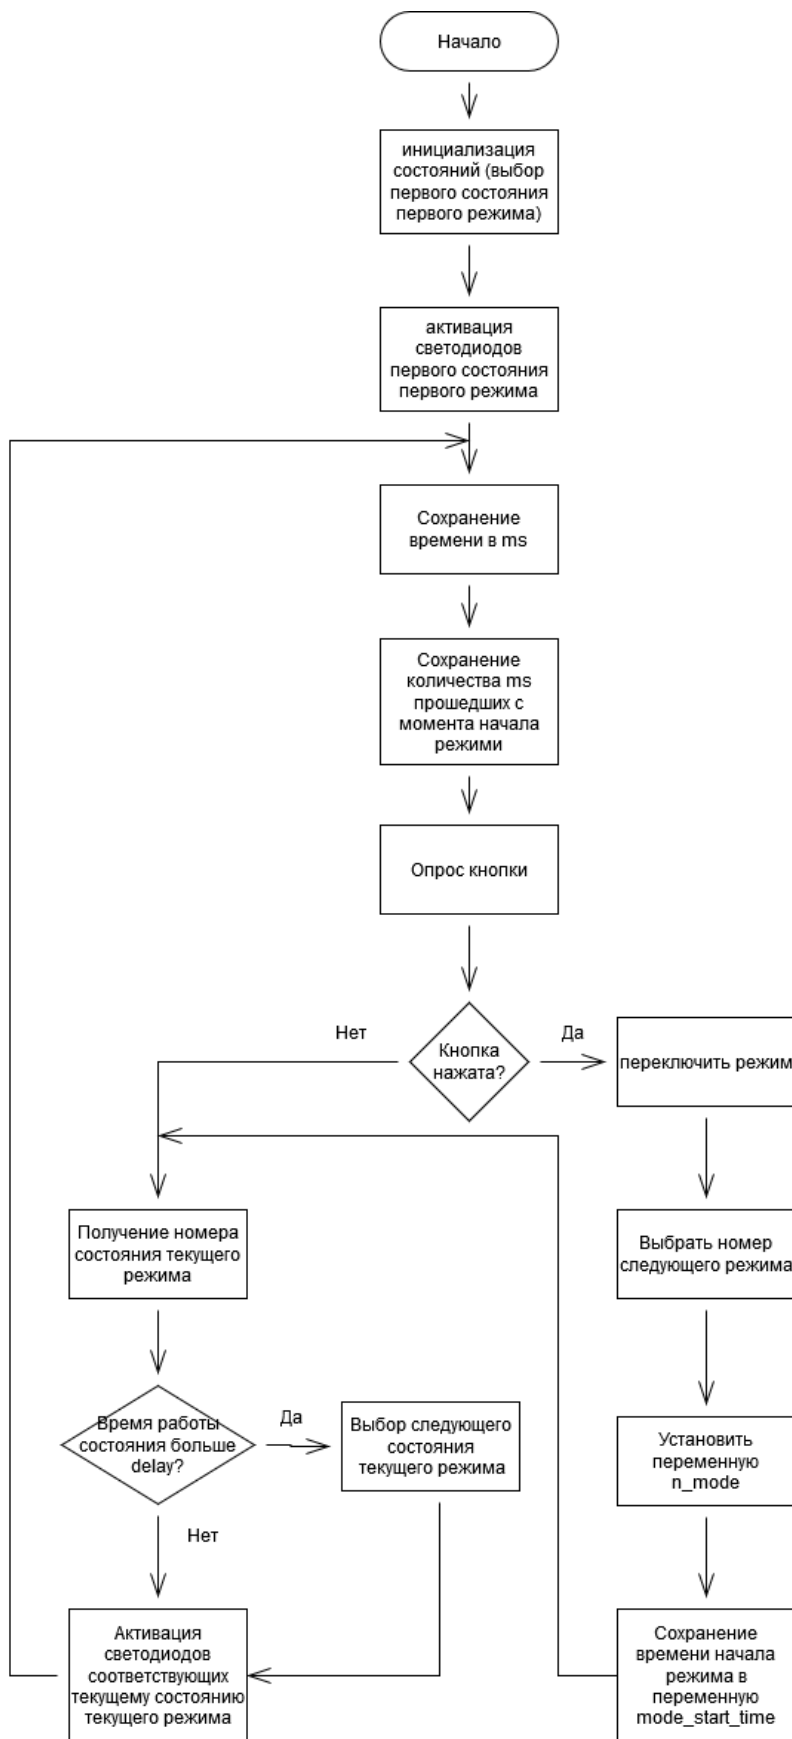 Начало
инициализация
состояний (выбор
первого состояния
первого режима)
активация
светодиодов
первого состояния
первого режима
Сохранение
времени в ms
Сохранение
количества ms
прошедших с
момента начала
режими
Опрос кнопки
Нет
Кнопка
нажата?
Да
переключить режим
Получение номера
состояния текущего
режима
Выбрать номер
следующего режима
Время работы
состояния больше
delay?
Да
Выбор следующего
состояния
текущего режима
Установить
переменную
n_mode
Нет
Активация
светодиодов
соответствующих
текущему состоянию
текущего режима
Сохранение
времени начала
режима в
переменную
mode_start_time